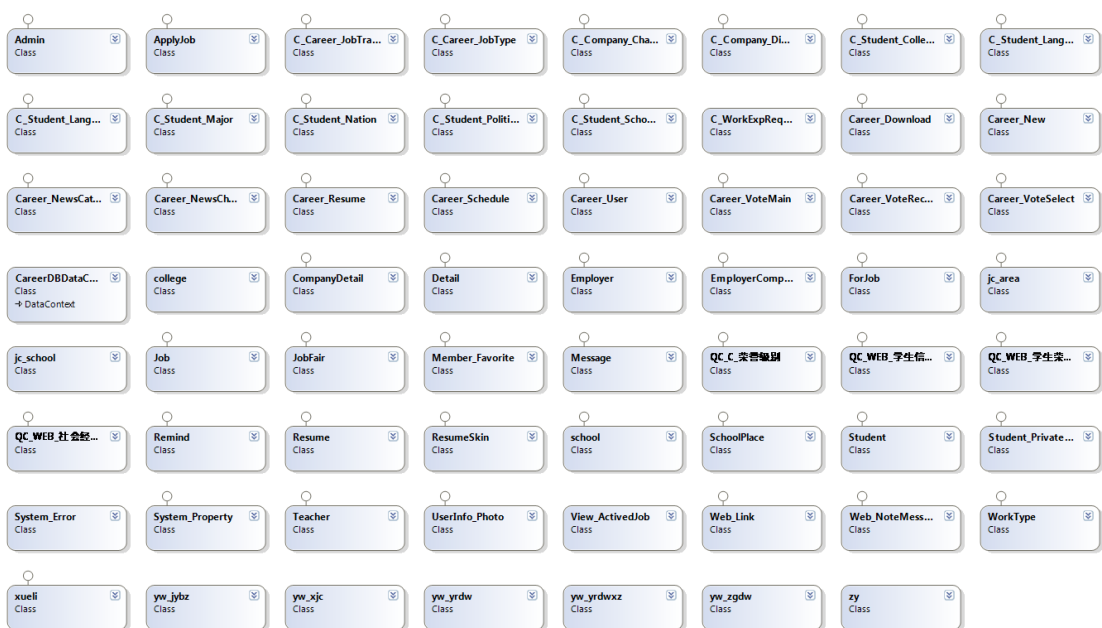 Admin
Class
ApplyJob
Class
C_Career_JobTra...
Class
C_Career_JobType
Class
C_Company_Cha...
Class
C_Company_Di...
Class
C_Student_Colle...
Class
C_Student_Lang...
Class
C_Student_Lang...
Class
C_Student_Major
Class
C_Student_Nation
Class
C_Student_Politi...
Class
C_Student_Scho...
Class
C_WorkExpReq...
Class
Career_Download
Class
Career_New
Class
Career_NewsCat...
Class
Career_NewsCh...
Class
Career_Resume
Class
Career_Schedule
Class
Career_User
Class
Career_VoteMain
Class
Career_VoteRec...
Class
Career_VoteSelect
Class
CareerDBDataC...
Class
DataContext
college
Class
CompanyDetail
Class
Detail
Class
Employer
Class
EmployerComp...
Class
ForJob
Class
jc_area
Class
jc_school
Class
Job
Class
JobFair
Class
Member_Favorite
Class
Message
Class
QC_C_荣誉级别
Class
QC_WEB_学生信...
Class
QC_WEB_学生荣...
Class
QC_WEB_社会经...
Class
Remind
Class
Resume
Class
ResumeSkin
Class
school
Class
SchoolPlace
Class
Student
Class
Student_Private...
Class
System_Error
Class
System_Property
Class
Teacher
Class
UserInfo_Photo
Class
View_ActivedJob
Class
Web_Link
Class
Web_NoteMess...
Class
WorkType
Class
xueli
Class
yw_jybz
Class
yw_xjc
Class
yw_yrdw
Class
yw_yrdwxz
Class
yw_zgdw
Class
zy
Class